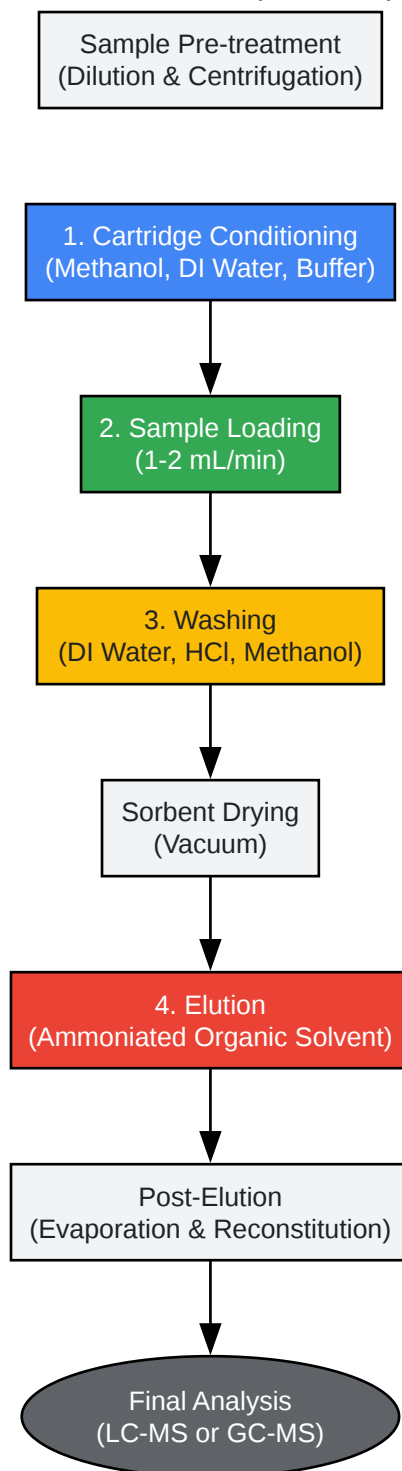 Sample Pre-treatment
(Dilution & Centrifugation)
1. Cartridge Conditioning
(Methanol, DI Water, Buffer)
2. Sample Loading
(1-2 mL/min)
3. Washing
(DI Water, HCl, Methanol)
Sorbent Drying
(Vacuum)
4. Elution
(Ammoniated Organic Solvent)
Post-Elution
(Evaporation & Reconstitution)
Final Analysis
(LC-MS or GC-MS)